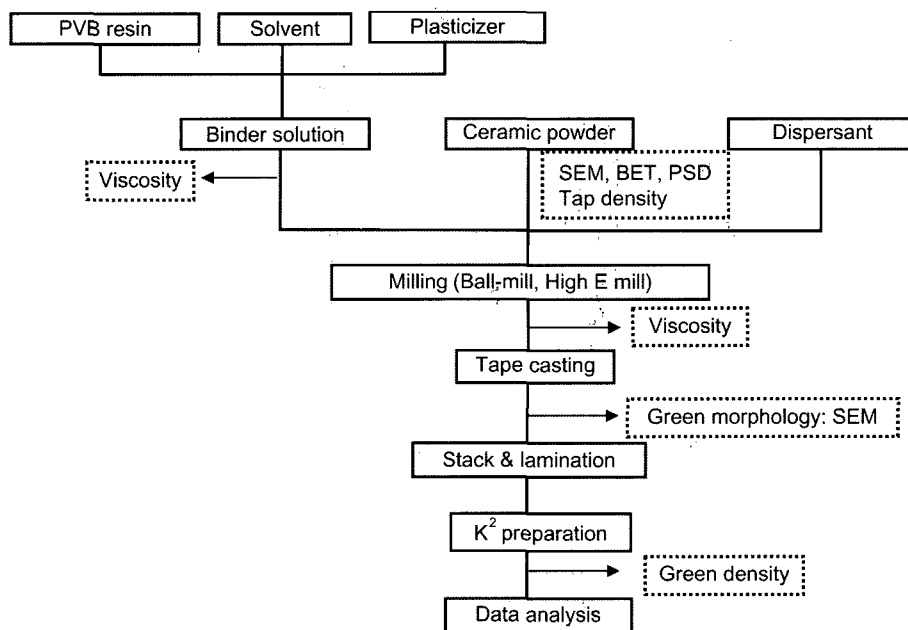 PVB resin
Solvent
Plasticizer
Binder solution
Ceramic powder
Dispersant
Viscosity
SEM, BET, PSD
Tap density
Milling (Ball-mill, High E mill)
Viscosity
Tape casting
Green morphology: SEM
Stack & lamination
K² preparation
Green density
Data analysis